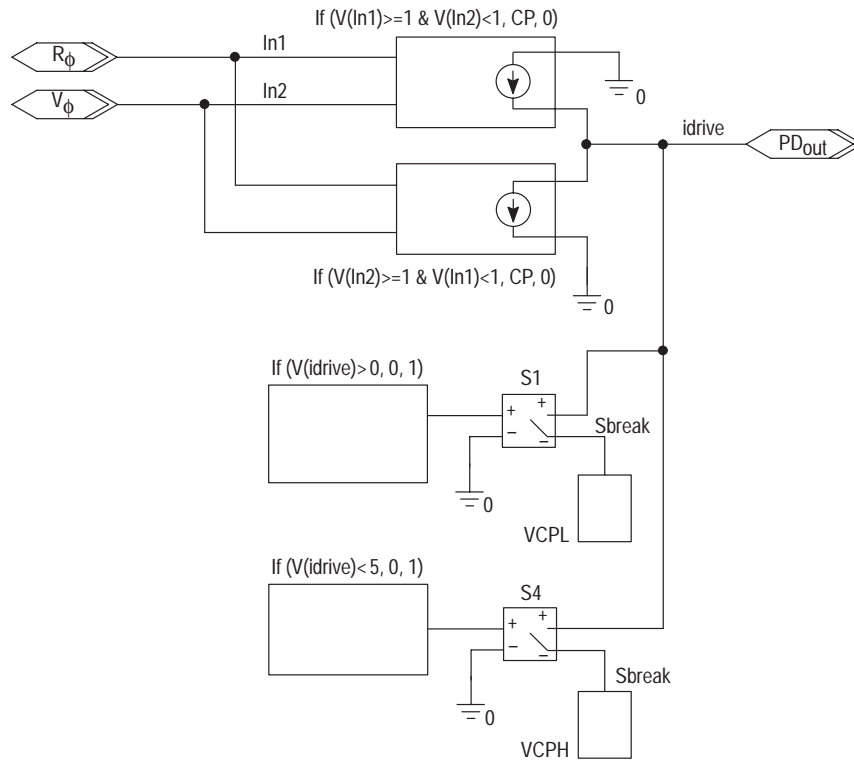 If (V(In1)>=1 & V(In2)<1, CP, 0)
Rϕ
In1
0
Vϕ
In2
idrive
PDout
If (V(In2)>=1 & V(In1)<1, CP, 0)
0
If (V(idrive)>0, 0, 1)
S1
+ +
− −
Sbreak
0
VCPL
If (V(idrive)<5, 0, 1)
S4
+ +
− −
Sbreak
0
VCPH